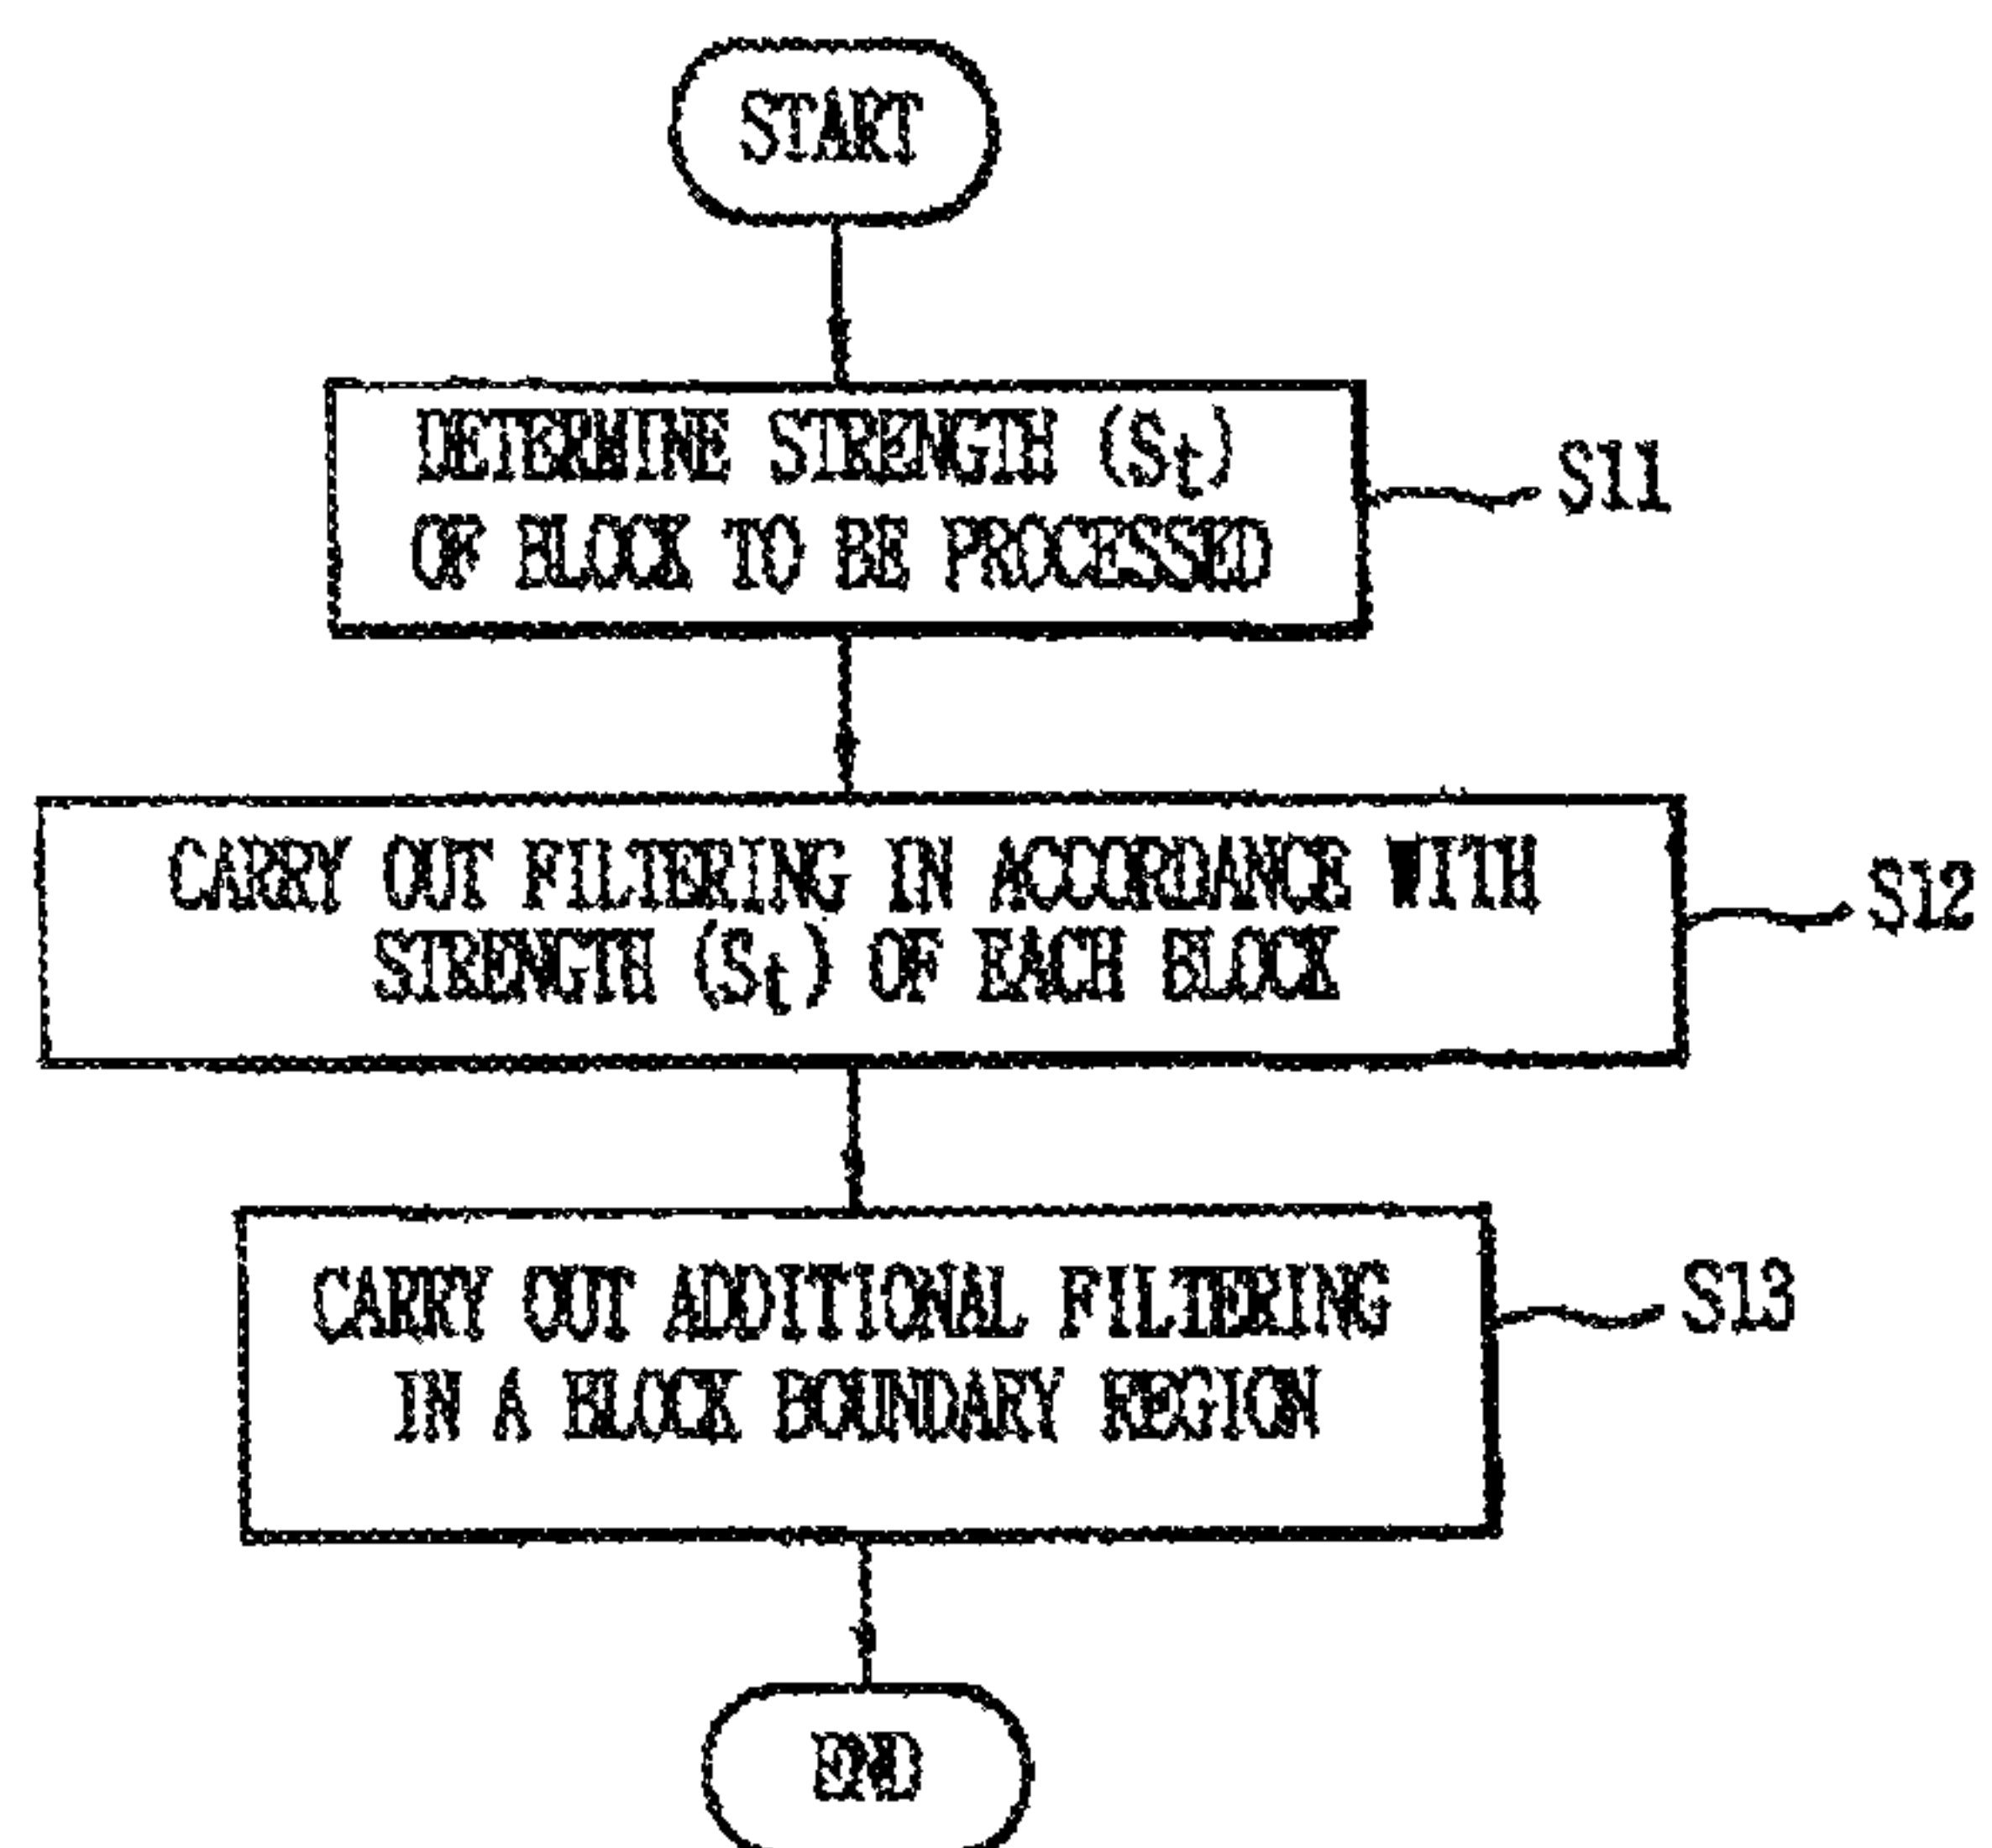 START
DETERMINE STRENGTH (St)
OF BLOCK TO BE PROCESSED
S11
CARRY OUT FILTERING IN ACCORDANCE WITH
STRENGTH (St) OF EACH BLOCK
S12
CARRY OUT ADDITIONAL FILTERING
IN A BLOCK BOUNDARY REGION
S13
END